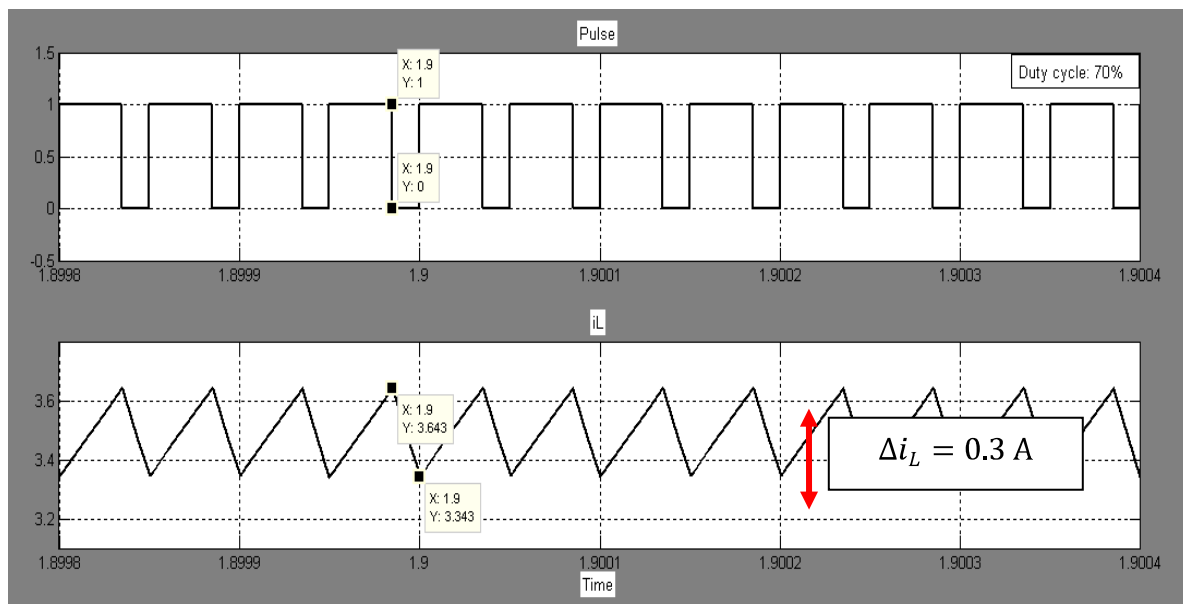 Pulse
1.5
Duty cycle: 70%
X: 1.9
Y: 1
1
0.5
X: 1.9
Y: 0
0
-0.5
1.8998 1.8999 1.9 1.9001 1.9002 1.9003 1.9004
iL
3.6
X: 1.9
Y: 3.643
Δi_L = 0.3 A
3.4
X: 1.9
Y: 3.343
3.2
1.8998 1.8999 1.9 1.9001 1.9002 1.9003 1.9004
Time